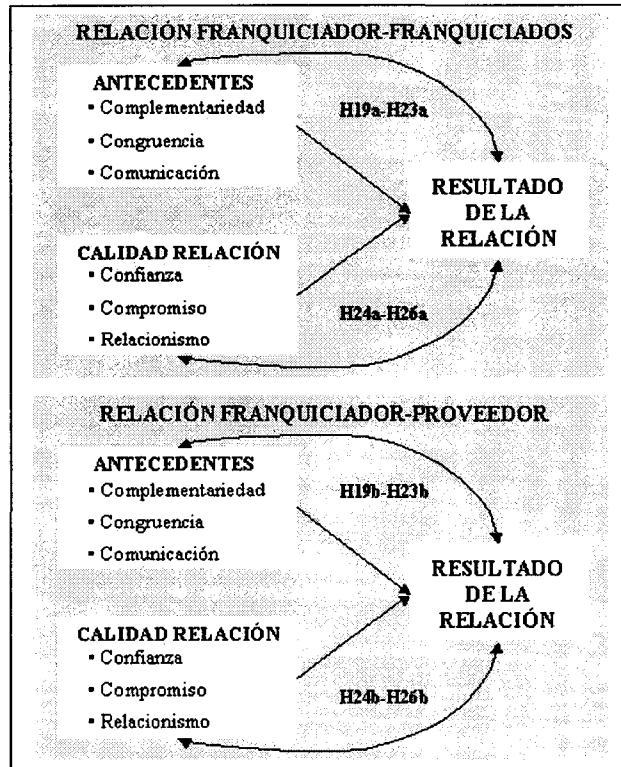 RELACIÓN FRANQUICIADOR-FRANQUICIADOS
ANTECEDENTES
▪ Complementariedad
▪ Congruencia
▪ Comunicación
H19a-H23a
RESULTADO
DE LA
RELACIÓN
CALIDAD RELACIÓN
▪ Confianza
▪ Compromiso
▪ Relacionismo
H24a-H26a
RELACIÓN FRANQUICIADOR-PROVEEDOR
ANTECEDENTES
▪ Complementariedad
▪ Congruencia
▪ Comunicación
H19b-H23b
RESULTADO
DE LA
RELACIÓN
CALIDAD RELACIÓN
▪ Confianza
▪ Compromiso
▪ Relacionismo
H24b-H26b